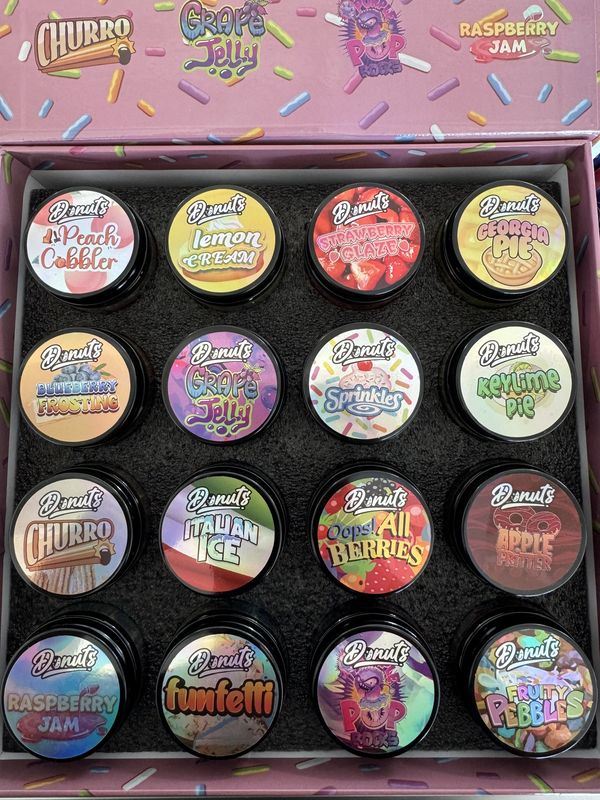 CHURRO
GRAPE
Jelly
POP
ROCKS
RASPBERRY
JAM
Donuts
Peach
Cobbler
Donuts
lemon
CREAM
Donuts
STRAWBERRY
GLAZE
Donuts
GEORGIA
PIE
Donuts
BLUEBERRY
FROSTING
Donuts
GRAPE
Jelly
Donuts
Sprinkles
Donuts
KEYLIME
PIE
Donuts
CHURRO
Donuts
ITALIAN
ICE
Donuts
Oops! All
BERRIES
Donuts
APPLE
FRITTER
Donuts
RASPBERRY
JAM
Donuts
funfetti
Donuts
POP
ROCKS
Donuts
FRUITY
PEBBLES